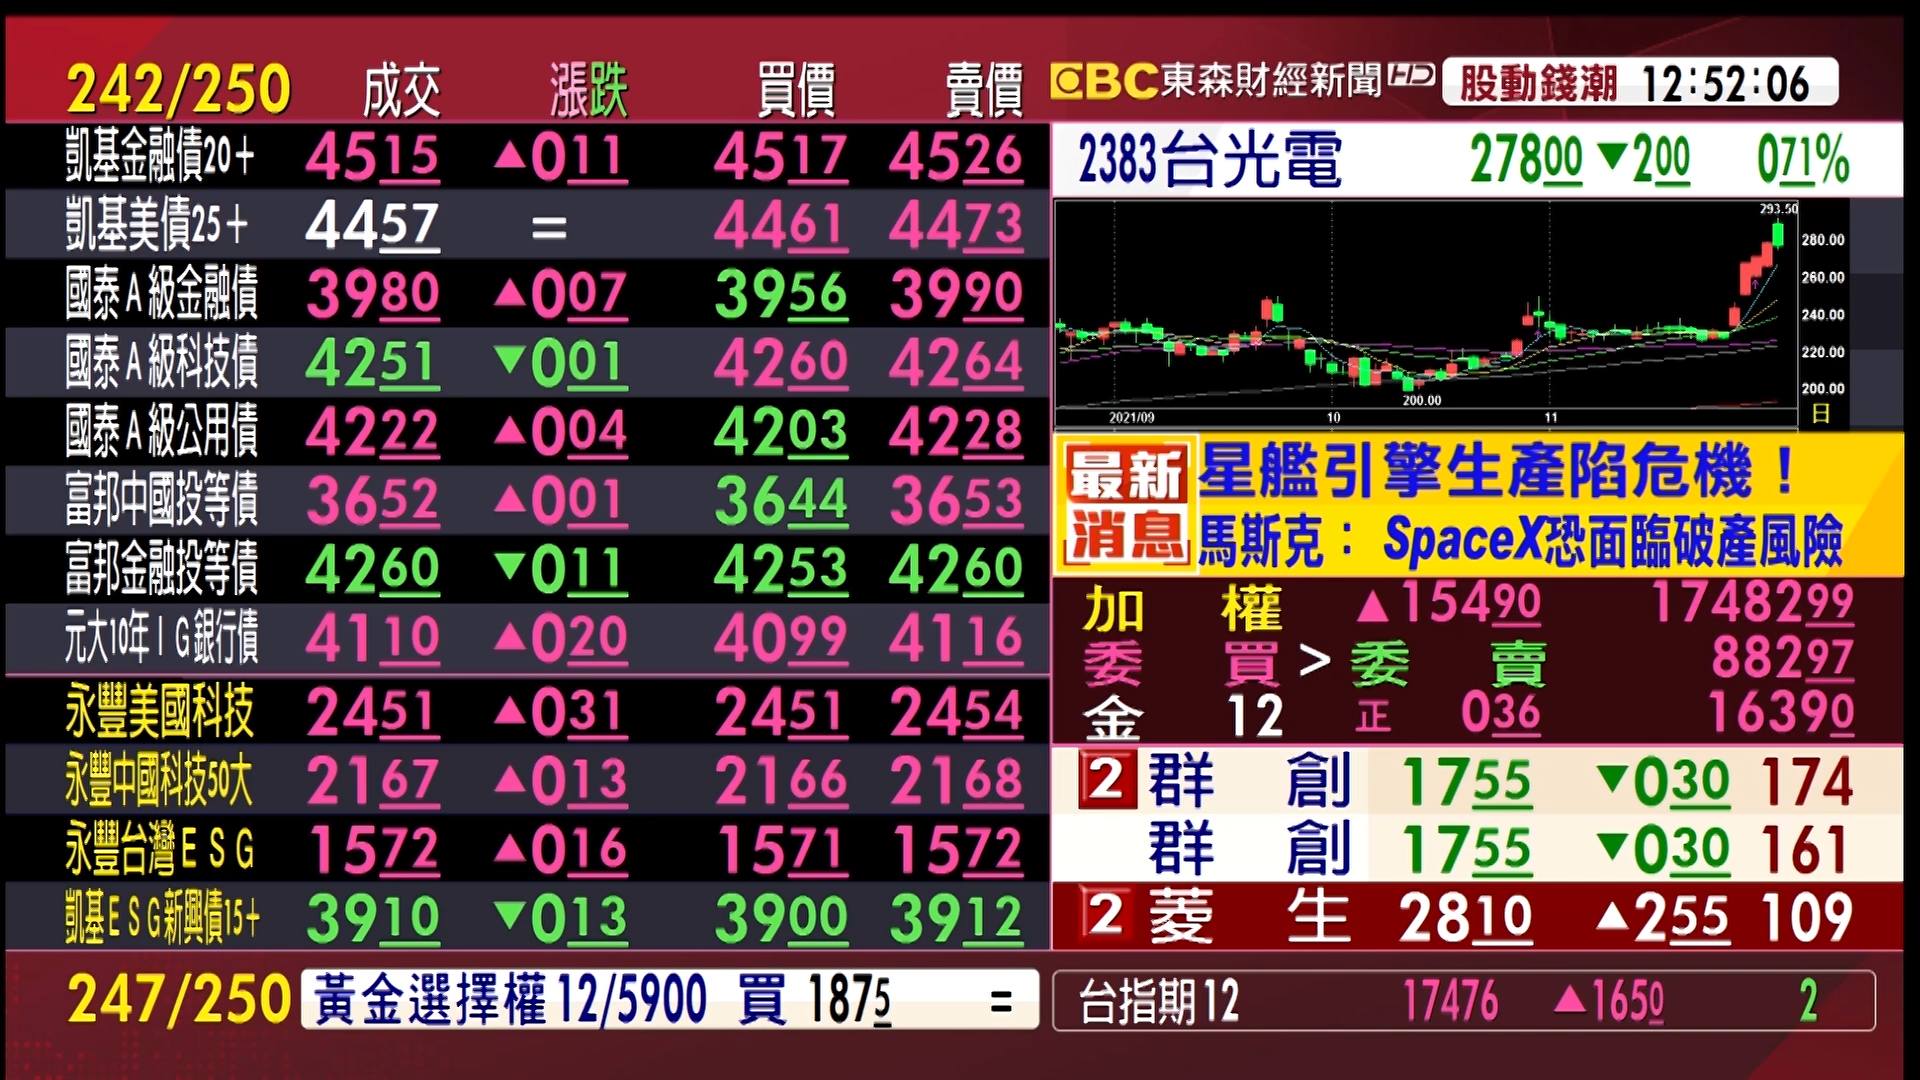 242/250 成交 漲跌 買價 賣價
凱基金融債20+ 4515 ▲011 4517 4526
凱基美債25+ 4457 = 4461 4473
國泰A級金融債 3980 ▲007 3956 3990
國泰A級科技債 4251 ▼001 4260 4264
國泰A級公用債 4222 ▲004 4203 4228
富邦中國投等債 3652 ▲001 3644 3653
富邦金融投等債 4260 ▼011 4253 4260
元大10年IG銀行債 4110 ▲020 4099 4116
永豐美國科技 2451 ▲031 2451 2454
永豐中國科技50大 2167 ▲013 2166 2168
永豐台灣ESG 1572 ▲016 1571 1572
凱基ESG新興債15+ 3910 ▼013 3900 3912
247/250 黃金選擇權12/5900 買 1875 =
EBC東森財經新聞HD 股動錢潮 12:52:06
2383台光電 27800 ▼200 071%
293.50
280.00
260.00
240.00
220.00
200.00
200.00
2021/09 10 11 日
最新消息
星艦引擎生產陷危機！
馬斯克：SpaceX恐面臨破產風險
加權 ▲15490 1748299
委買>委賣 88297
金12 正 036 16390
2 群創 1755 ▼030 174
群創 1755 ▼030 161
2 菱生 2810 ▲255 109
台指期12 17476 ▲1650 2